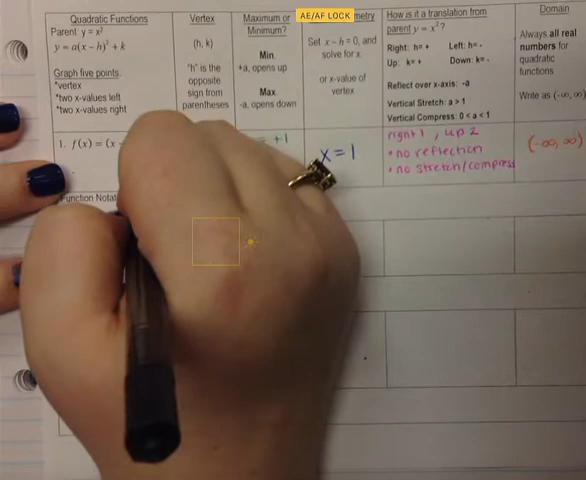 Quadratic Functions
Parent y = x²
y = a(x − h)² + k
Graph five points.
*vertex
*two x-values left
*two x-values right
Vertex
(h, k)
"h" is the
opposite
sign from
parentheses
Maximum or
Minimum?
Min.
+a, opens up
Max.
-a, opens down
AE/AF LOCK
metry
Set x − h = 0, and
solve for x.
or x-value of
vertex
How is it a translation from
parent y = x²?
Right: h= + Left: h= -
Up: k= + Down: k= -
Reflect over x-axis: -a
Vertical Stretch: a > 1
Vertical Compress: 0 < a < 1
Domain
Always all real
numbers for
quadratic
functions
Write as (-∞, ∞)
1. f(x) = (x -
= +1
x = 1
right 1, up 2
• no reflection
• no stretch/compress
(-∞, ∞)
Function Notat